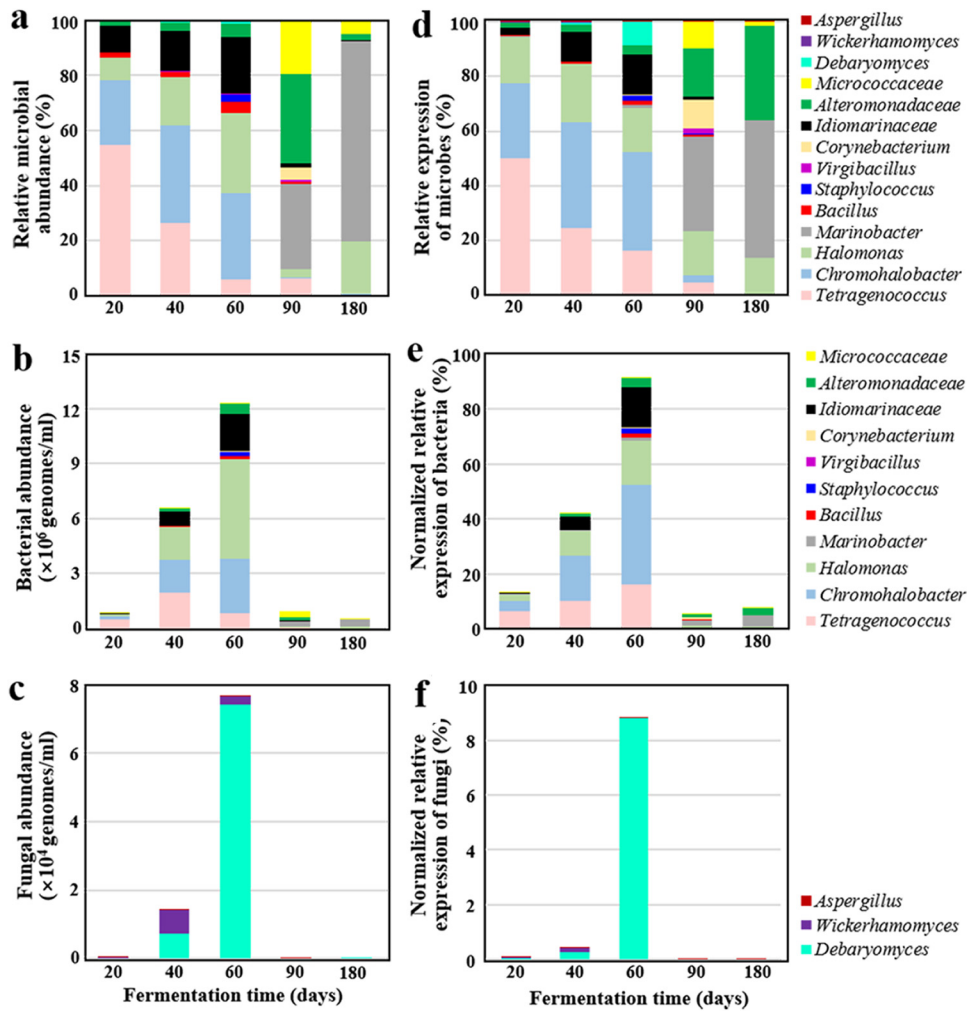 a
Relative microbial
abundance (%)
100
80
60
40
20
0
20 40 60 90 180
d
Relative expression
of microbes (%)
100
80
60
40
20
0
20 40 60 90 180
Aspergillus
Wickerhamomyces
Debaryomyces
Micrococcaceae
Alteromonadaceae
Idiomarinaceae
Corynebacterium
Virgibacillus
Staphylococcus
Bacillus
Marinobacter
Halomonas
Chromohalobacter
Tetragenococcus
b
Bacterial abundance
(×10⁶ genomes/ml)
15
12
9
6
3
0
20 40 60 90 180
e
Normalized relative
expression of bacteria (%)
100
80
60
40
20
0
20 40 60 90 180
Micrococcaceae
Alteromonadaceae
Idiomarinaceae
Corynebacterium
Virgibacillus
Staphylococcus
Bacillus
Marinobacter
Halomonas
Chromohalobacter
Tetragenococcus
c
Fungal abundance
(×10⁴ genomes/ml)
8
6
4
2
0
20 40 60 90 180
Fermentation time (days)
f
Normalized relative
expression of fungi (%)
10
8
6
4
2
0
20 40 60 90 180
Fermentation time (days)
Aspergillus
Wickerhamomyces
Debaryomyces